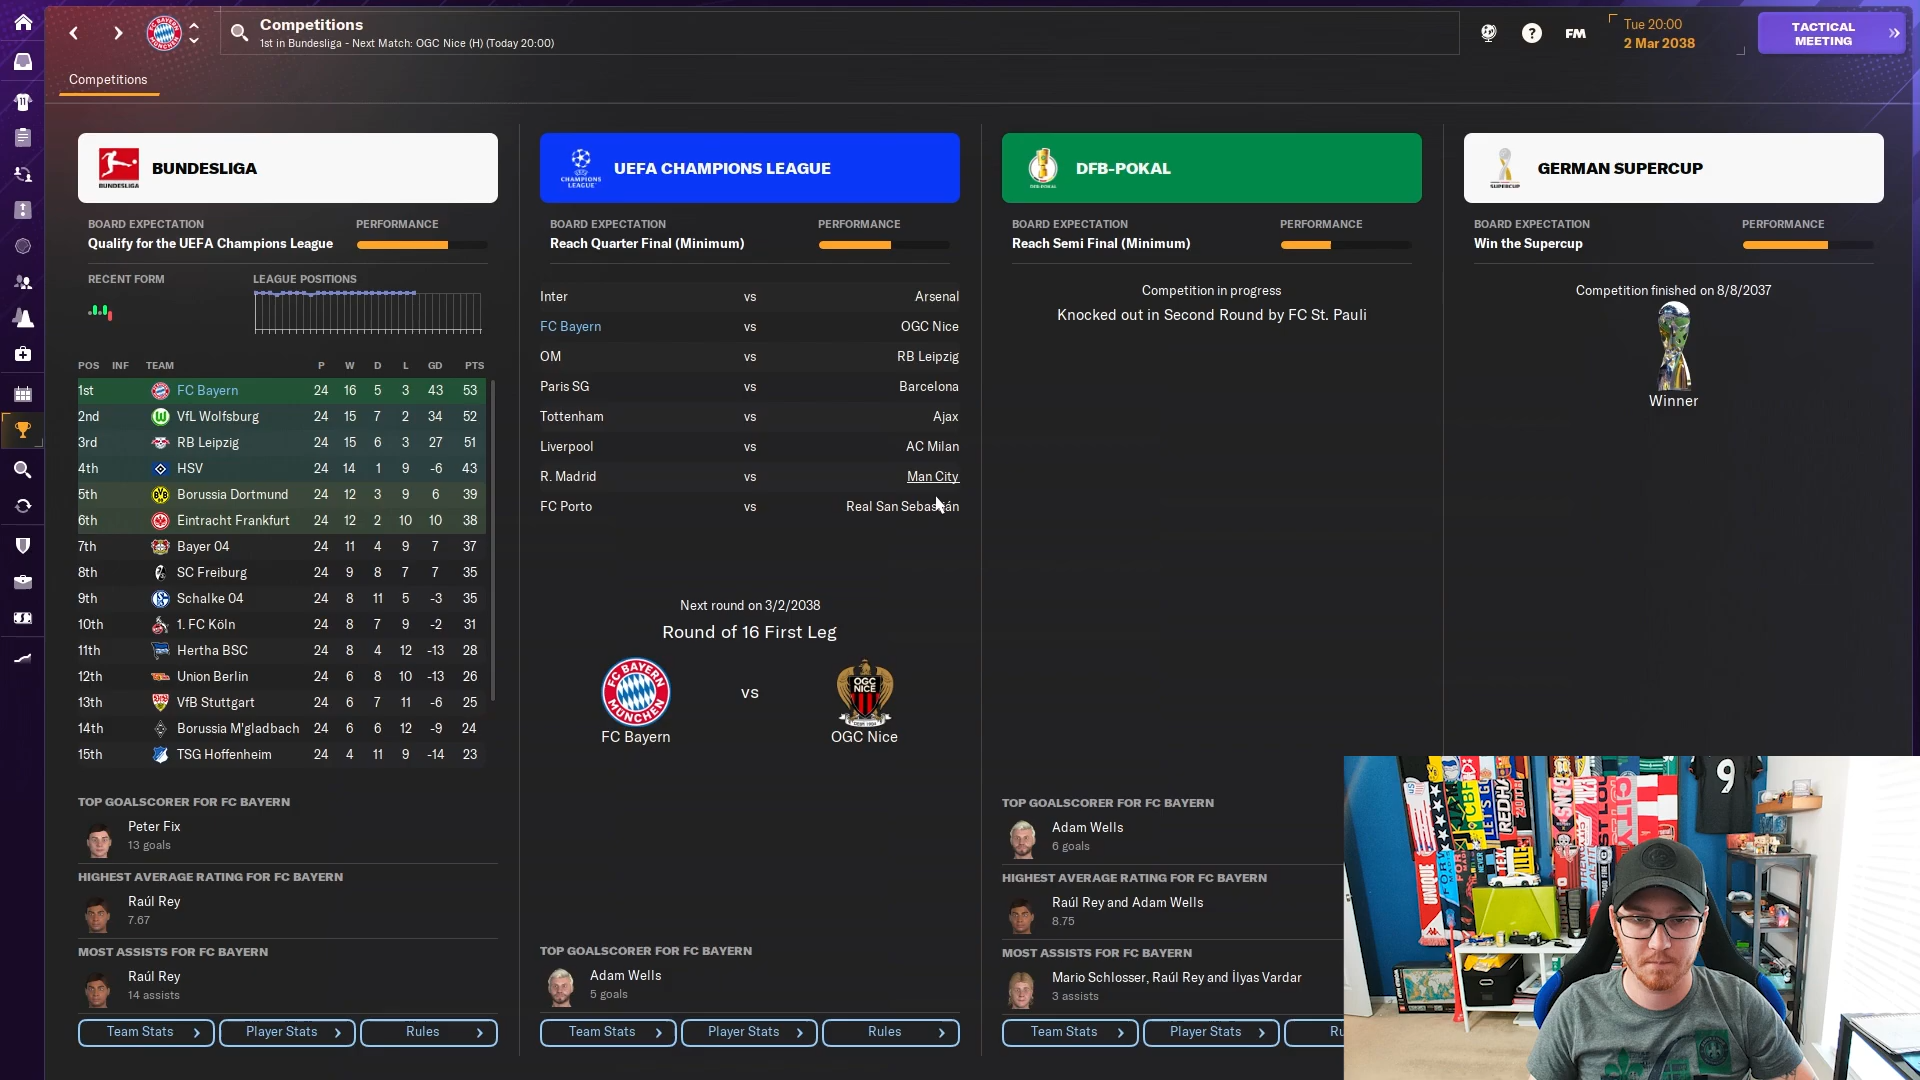 Competitions
1st in Bundesliga - Next Match: OGC Nice (H) (Today 20:00)
FM
Tue 20:00
2 Mar 2038
TACTICAL
MEETING
Competitions
BUNDESLIGA
BOARD EXPECTATION PERFORMANCE
Qualify for the UEFA Champions League
RECENT FORM LEAGUE POSITIONS
POS INF TEAM P W D L GD PTS
1st FC Bayern 24 16 5 3 43 53
2nd VfL Wolfsburg 24 15 7 2 34 52
3rd RB Leipzig 24 15 6 3 27 51
4th HSV 24 14 1 9 -6 43
5th Borussia Dortmund 24 12 3 9 6 39
6th Eintracht Frankfurt 24 12 2 10 10 38
7th Bayer 04 24 11 4 9 7 37
8th SC Freiburg 24 9 8 7 7 35
9th Schalke 04 24 8 11 5 -3 35
10th 1. FC Köln 24 8 7 9 -2 31
11th Hertha BSC 24 8 4 12 -13 28
12th Union Berlin 24 6 8 10 -13 26
13th VfB Stuttgart 24 6 7 11 -6 25
14th Borussia M'gladbach 24 6 6 12 -9 24
15th TSG Hoffenheim 24 4 11 9 -14 23
TOP GOALSCORER FOR FC BAYERN
Peter Fix
13 goals
HIGHEST AVERAGE RATING FOR FC BAYERN
Raúl Rey
7.67
MOST ASSISTS FOR FC BAYERN
Raúl Rey
14 assists
Team Stats Player Stats Rules
UEFA CHAMPIONS LEAGUE
BOARD EXPECTATION PERFORMANCE
Reach Quarter Final (Minimum)
Inter vs Arsenal
FC Bayern vs OGC Nice
OM vs RB Leipzig
Paris SG vs Barcelona
Tottenham vs Ajax
Liverpool vs AC Milan
R. Madrid vs Man City
FC Porto vs Real San Sebastián
Next round on 3/2/2038
Round of 16 First Leg
vs
FC Bayern OGC Nice
TOP GOALSCORER FOR FC BAYERN
Adam Wells
5 goals
Team Stats Player Stats Rules
DFB-POKAL
BOARD EXPECTATION PERFORMANCE
Reach Semi Final (Minimum)
Competition in progress
Knocked out in Second Round by FC St. Pauli
TOP GOALSCORER FOR FC BAYERN
Adam Wells
6 goals
HIGHEST AVERAGE RATING FOR FC BAYERN
Raúl Rey and Adam Wells
8.75
MOST ASSISTS FOR FC BAYERN
Mario Schlosser, Raúl Rey and İlyas Vardar
3 assists
Team Stats Player Stats Ru
GERMAN SUPERCUP
BOARD EXPECTATION PERFORMANCE
Win the Supercup
Competition finished on 8/8/2037
Winner
9